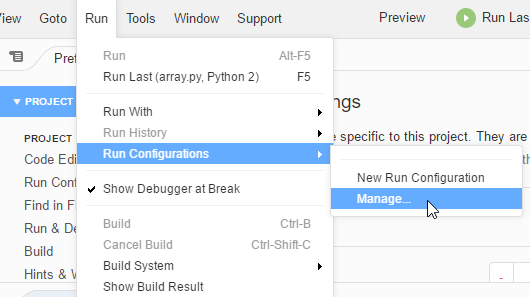 View Goto Run Tools Window Support Preview Run Las
Pref
PROJECT
ngs
Run Alt-F5
Run Last (array.py, Python 2) F5
Run With
Run History
Run Configurations
Show Debugger at Break
Build Ctrl-B
Cancel Build Ctrl-Shift-C
Build System
Show Build Result
e specific to this project. They are
New Run Configuration
Manage...
PROJECT
Code Edi
Run Conf
Find in F
Run & De
Build
Hints & W